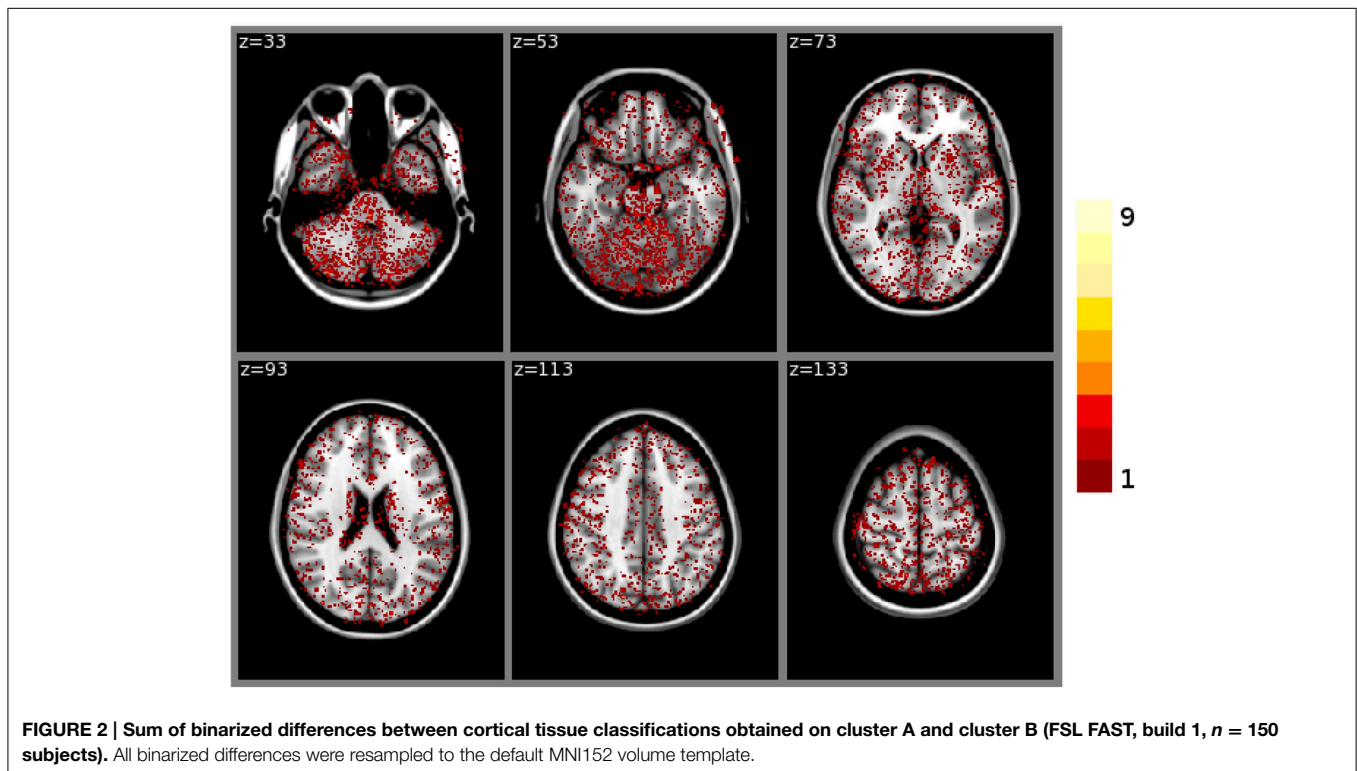 z=33
z=53
z=73
9
z=93
z=113
z=133
1
FIGURE 2 | Sum of binarized differences between cortical tissue classifications obtained on cluster A and cluster B (FSL FAST, build 1, n = 150
subjects). All binarized differences were resampled to the default MNI152 volume template.